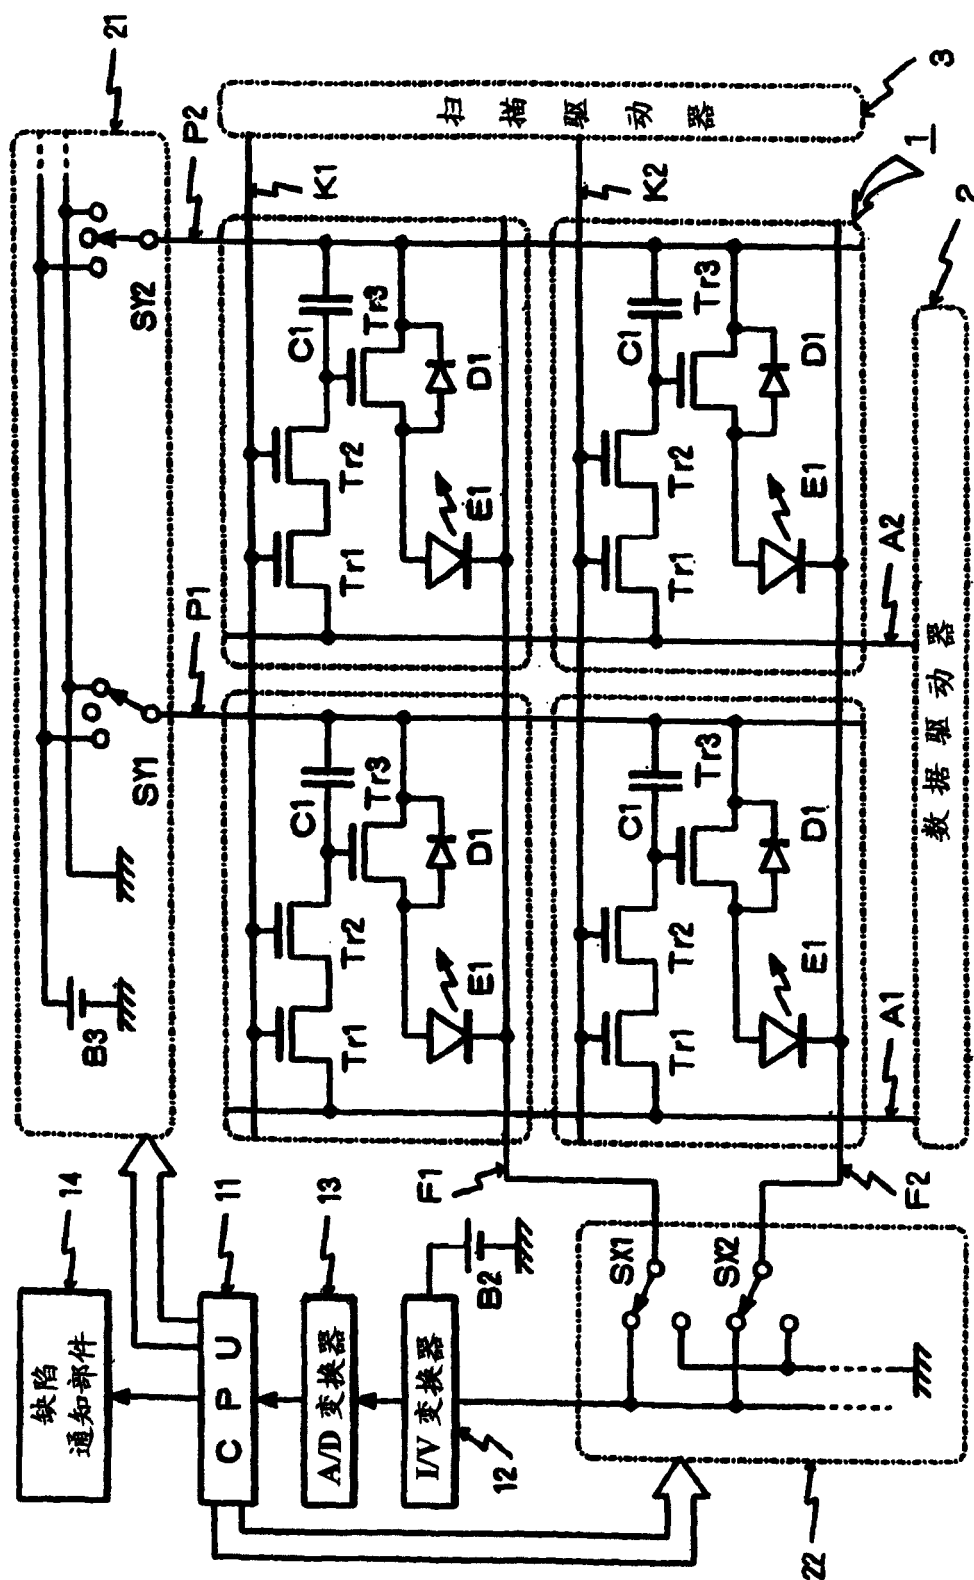 缺陷
通知部件
14
CPU
11
A/D 变换器
13
I/V 变换器
12
B2
22
SX1
SX2
F1
F2
21
B3
SY1
SY2
P1
P2
扫描驱动器
3
K1
K2
1
2
数据驱动器
A1
A2
Tr1
Tr2
C1
Tr3
D1
E1
Tr1
Tr2
C1
Tr3
D1
E1
Tr1
Tr2
C1
Tr3
D1
E1
Tr1
Tr2
C1
Tr3
D1
E1